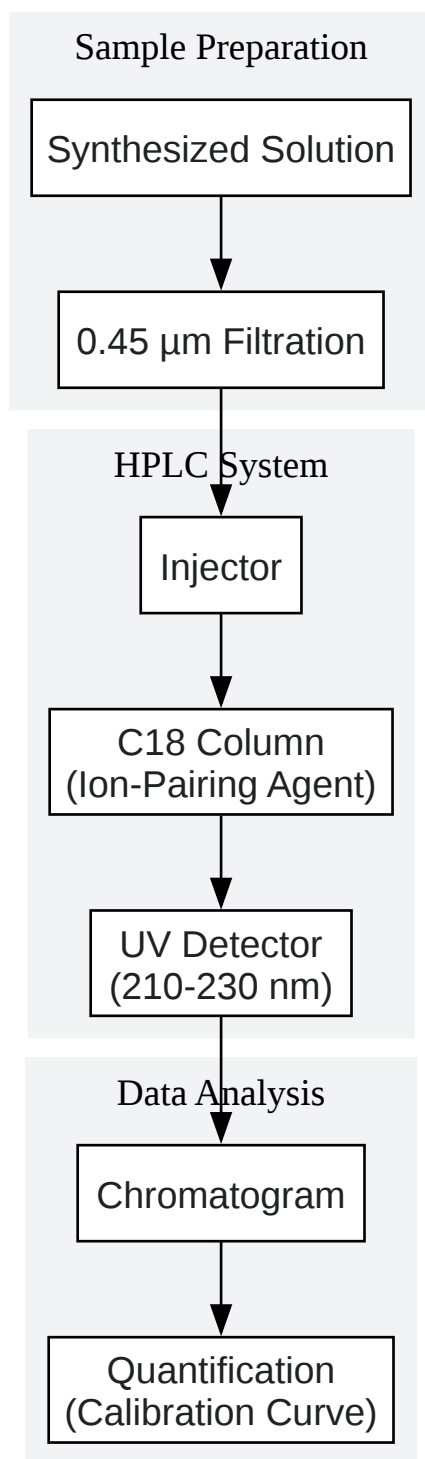 Sample Preparation
Synthesized Solution
0.45 µm Filtration
HPLC System
Injector
C18 Column
(Ion-Pairing Agent)
UV Detector
(210-230 nm)
Data Analysis
Chromatogram
Quantification
(Calibration Curve)